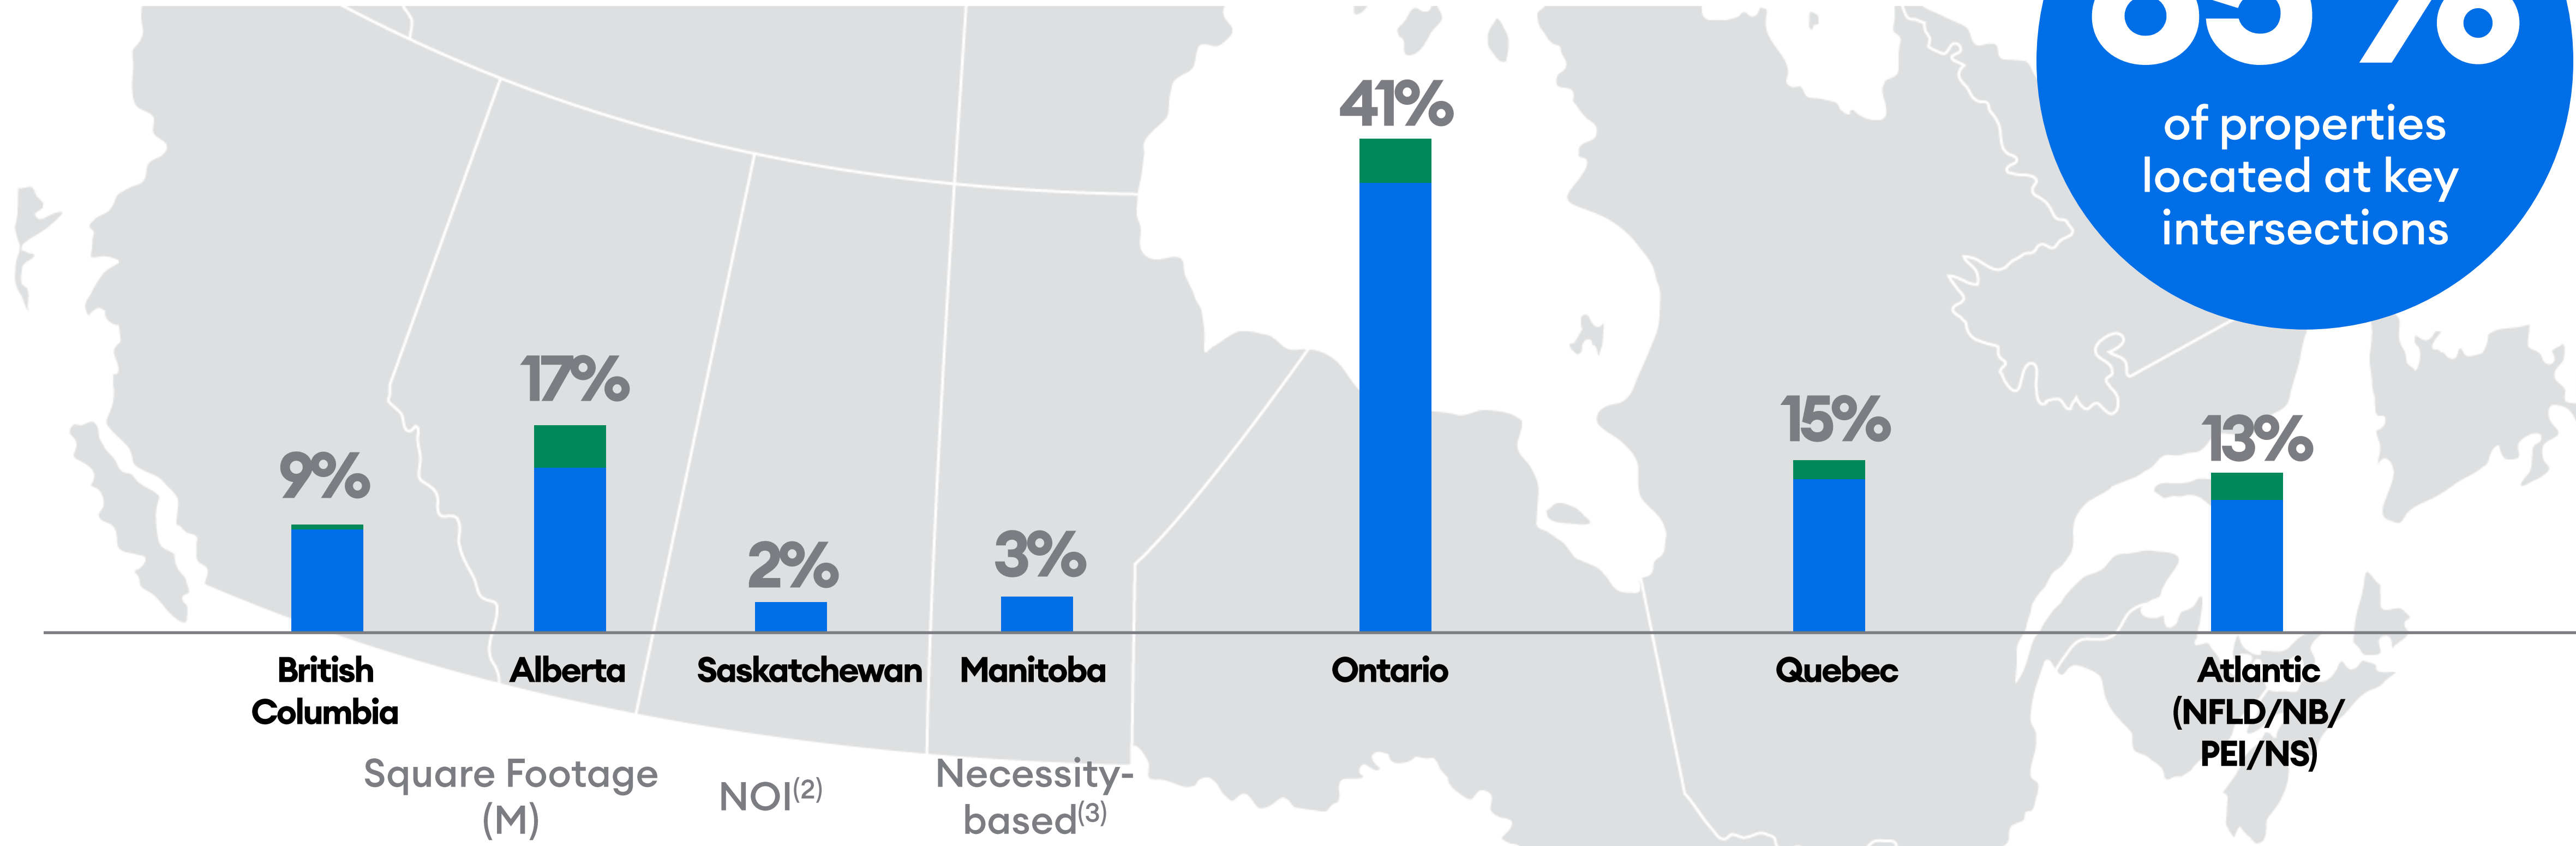 of properties
located at key
intersections
41%
17%
15%
13%
9%
3%
2%
British
Columbia
Alberta
Saskatchewan
Manitoba
Ontario
Quebec
Atlantic
(NFLD/NB/
PEI/NS)
Square Footage
(M)
NOI(2)
Necessity-
based(3)